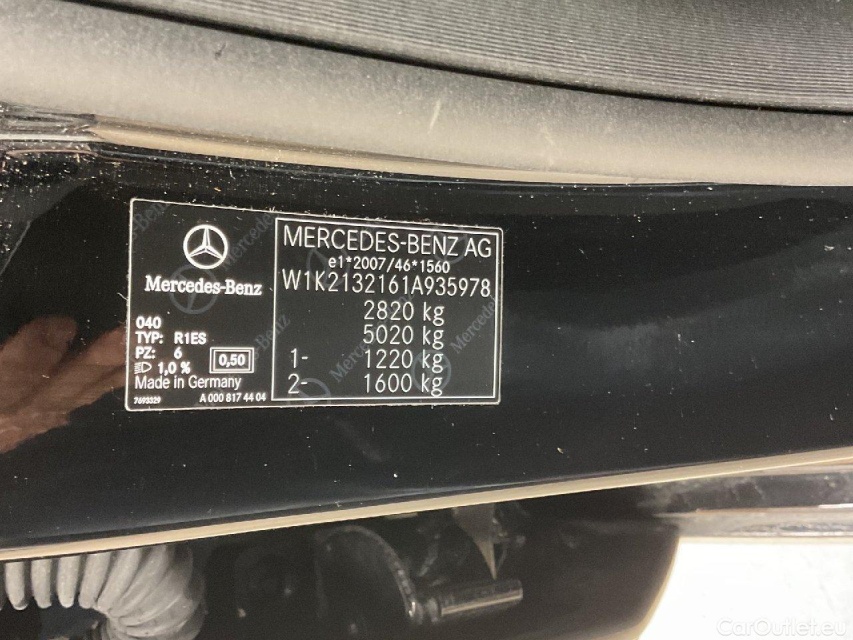 Mercedes-Benz
040
TYP: R1ES
PZ: 6
0,50
1,0 %
Made in Germany
7693329
A 000 817 44 04
MERCEDES-BENZ AG
e1*2007/46*1560
W1K2132161A935978
2820 kg
5020 kg
1- 1220 kg
2- 1600 kg
CarOutlet.eu